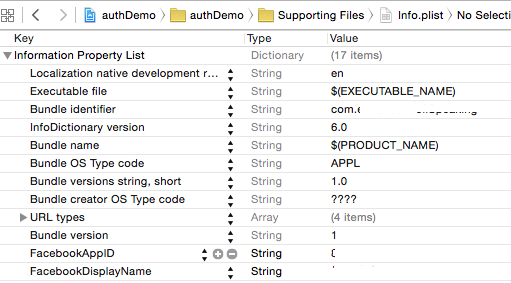 authDemo authDemo Supporting Files Info.plist No Selecti
Key Type Value
Information Property List Dictionary (17 items)
Localization native development r... String en
Executable file String $(EXECUTABLE_NAME)
Bundle identifier String com.
InfoDictionary version String 6.0
Bundle name String $(PRODUCT_NAME)
Bundle OS Type code String APPL
Bundle versions string, short String 1.0
Bundle creator OS Type code String ????
URL types Array (4 items)
Bundle version String 1
FacebookAppID String
FacebookDisplayName String